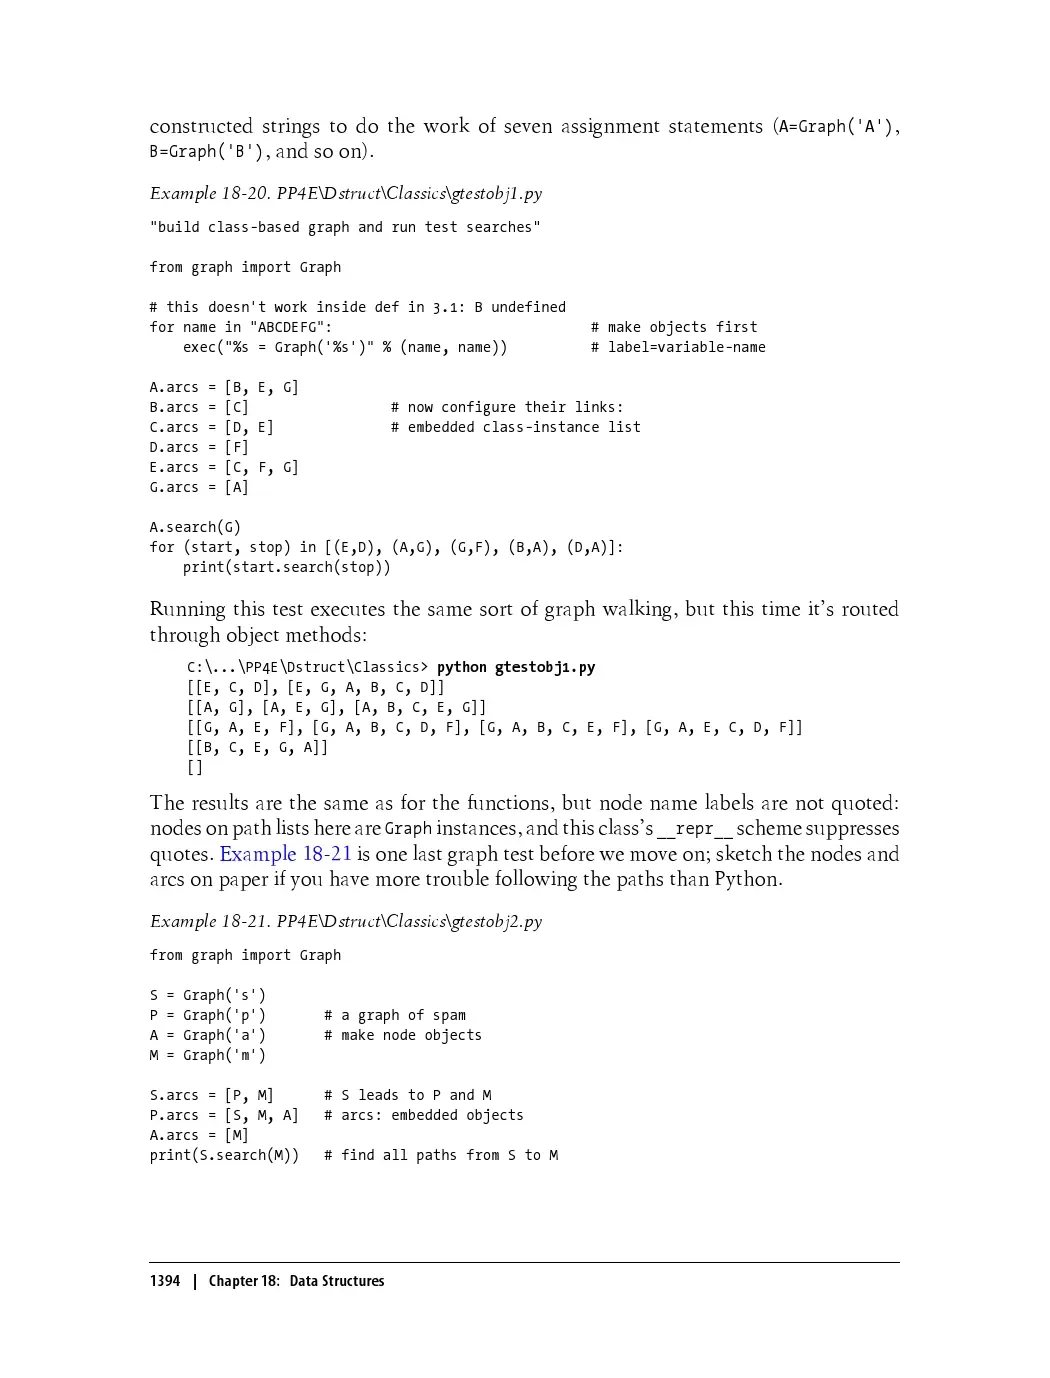 constructed strings to do the work of seven assignment statements (A=Graph('A'),
B=Graph('B'), and so on).
Example 18-20. PP4E\Dstruct\Classics\gtestobj1.py
"build class-based graph and run test searches"
from graph import Graph
# this doesn't work inside def in 3.1: B undefined
for name in "ABCDEFG": # make objects first
    exec("%s = Graph('%s')" % (name, name)) # label=variable-name
A.arcs = [B, E, G]
B.arcs = [C] # now configure their links:
C.arcs = [D, E] # embedded class-instance list
D.arcs = [F]
E.arcs = [C, F, G]
G.arcs = [A]
A.search(G)
for (start, stop) in [(E,D), (A,G), (G,F), (B,A), (D,A)]:
    print(start.search(stop))
Running this test executes the same sort of graph walking, but this time it's routed
through object methods:
C:\...\PP4E\Dstruct\Classics> python gtestobj1.py
[[E, C, D], [E, G, A, B, C, D]]
[[A, G], [A, E, G], [A, B, C, E, G]]
[[G, A, E, F], [G, A, B, C, D, F], [G, A, B, C, E, F], [G, A, E, C, D, F]]
[[B, C, E, G, A]]
[]
The results are the same as for the functions, but node name labels are not quoted:
nodes on path lists here are Graph instances, and this class's __repr__ scheme suppresses
quotes. Example 18-21 is one last graph test before we move on; sketch the nodes and
arcs on paper if you have more trouble following the paths than Python.
Example 18-21. PP4E\Dstruct\Classics\gtestobj2.py
from graph import Graph
S = Graph('s')
P = Graph('p') # a graph of spam
A = Graph('a') # make node objects
M = Graph('m')
S.arcs = [P, M] # S leads to P and M
P.arcs = [S, M, A] # arcs: embedded objects
A.arcs = [M]
print(S.search(M)) # find all paths from S to M
1394 | Chapter 18: Data Structures